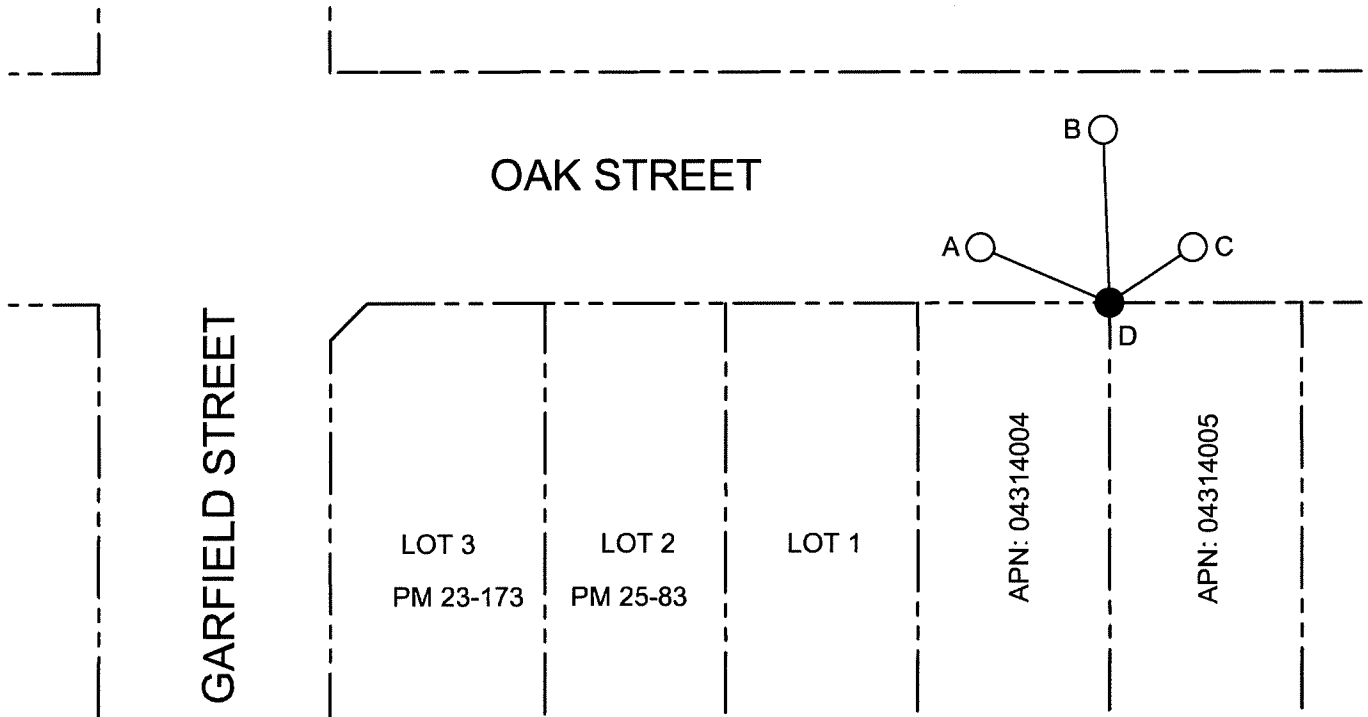 B
OAK STREET
A
C
D
GARFIELD STREET
LOT 3
PM 23-173
LOT 2
PM 25-83
LOT 1
APN: 04314004
APN: 04314005